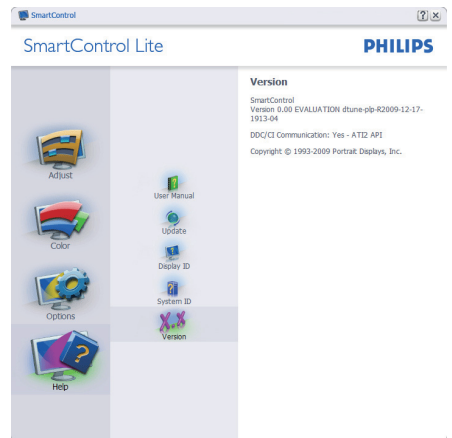 SmartControl
SmartControl Lite
PHILIPS
Adjust
Color
Options
Help
User Manual
Update
Display ID
System ID
Version
Version
SmartControl
Version 0.00 EVALUATION dtune-plp-R2009-12-17-
1913-04
DDC/CI Communication: Yes - ATI2 API
Copyright © 1993-2009 Portrait Displays, Inc.